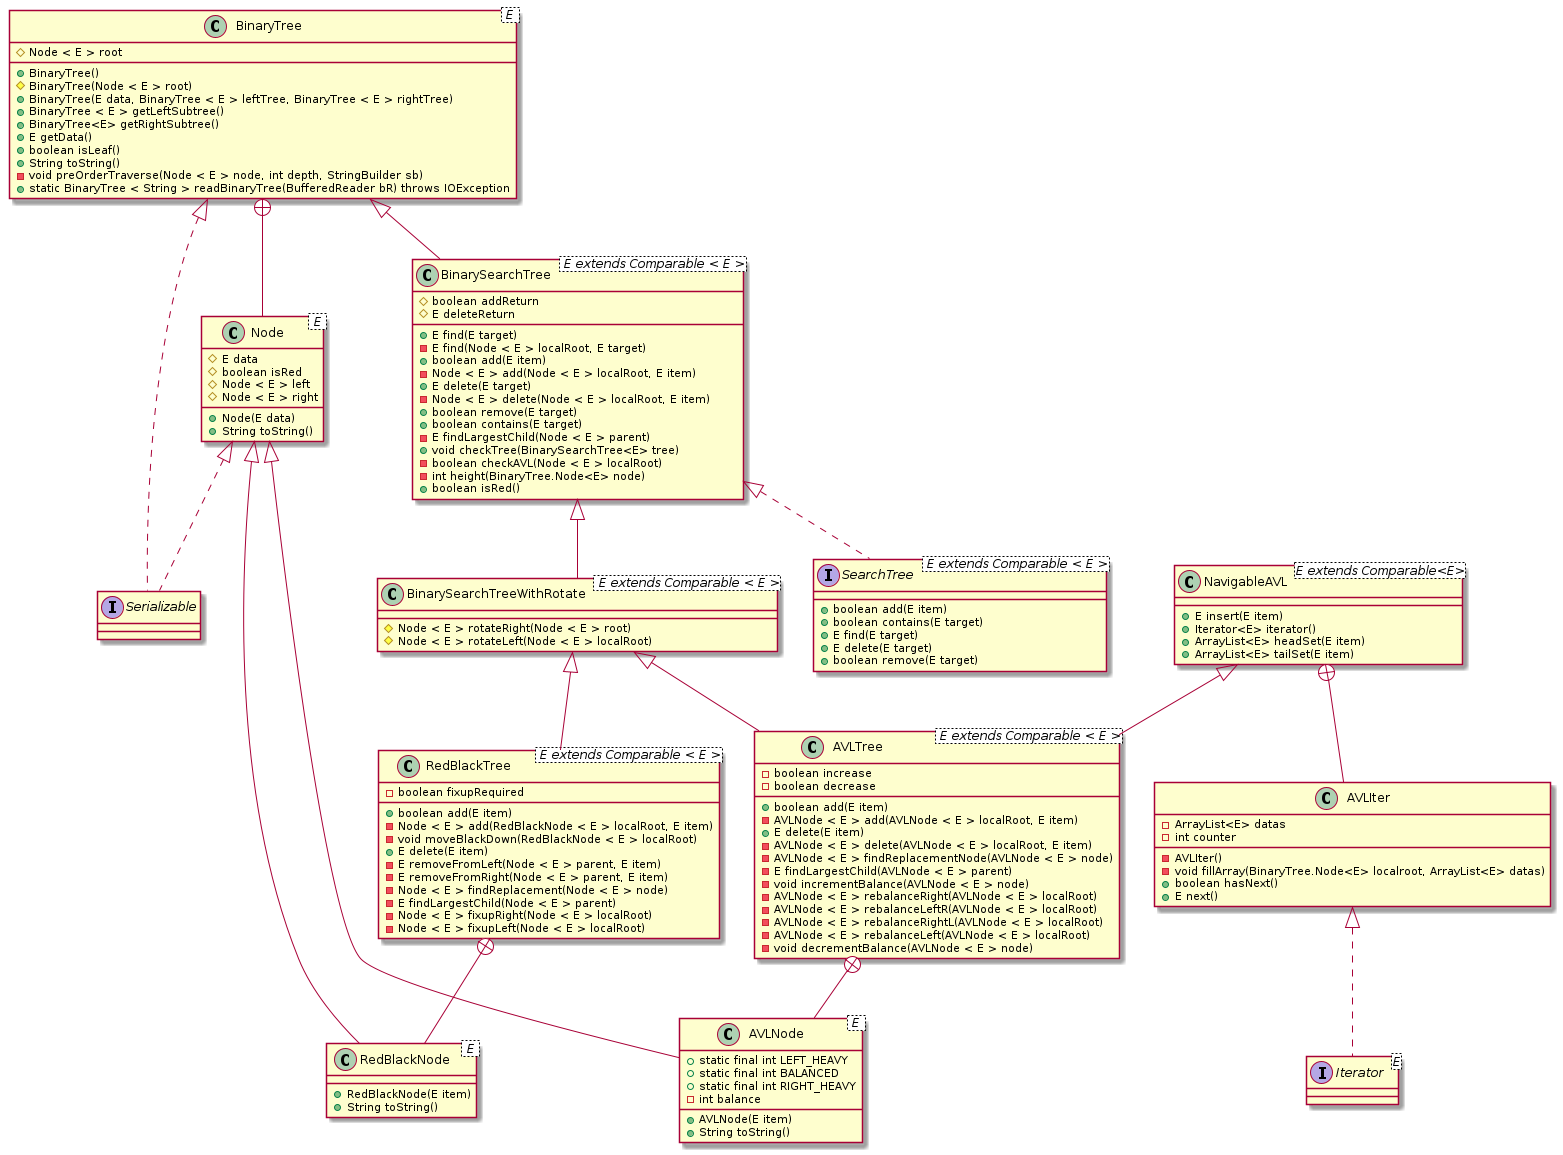 BinaryTree
E
Node < E > root
BinaryTree()
BinaryTree(Node < E > root)
BinaryTree(E data, BinaryTree < E > leftTree, BinaryTree < E > rightTree)
BinaryTree < E > getLeftSubtree()
BinaryTree<E> getRightSubtree()
E getData()
boolean isLeaf()
String toString()
void preOrderTraverse(Node < E > node, int depth, StringBuilder sb)
static BinaryTree < String > readBinaryTree(BufferedReader bR) throws IOException
BinarySearchTree
E extends Comparable < E >
boolean addReturn
E deleteReturn
E find(E target)
E find(Node < E > localRoot, E target)
boolean add(E item)
Node < E > add(Node < E > localRoot, E item)
E delete(E target)
Node < E > delete(Node < E > localRoot, E item)
boolean remove(E target)
boolean contains(E target)
E findLargestChild(Node < E > parent)
void checkTree(BinarySearchTree<E> tree)
boolean checkAVL(Node < E > localRoot)
int height(BinaryTree.Node<E> node)
boolean isRed()
Node
E
E data
boolean isRed
Node < E > left
Node < E > right
Node(E data)
String toString()
Serializable
BinarySearchTreeWithRotate
E extends Comparable < E >
Node < E > rotateRight(Node < E > root)
Node < E > rotateLeft(Node < E > localRoot)
SearchTree
E extends Comparable < E >
boolean add(E item)
boolean contains(E target)
E find(E target)
E delete(E target)
boolean remove(E target)
NavigableAVL
E extends Comparable<E>
E insert(E item)
Iterator<E> iterator()
ArrayList<E> headSet(E item)
ArrayList<E> tailSet(E item)
RedBlackTree
E extends Comparable < E >
boolean fixupRequired
boolean add(E item)
Node < E > add(RedBlackNode < E > localRoot, E item)
void moveBlackDown(RedBlackNode < E > localRoot)
E delete(E item)
E removeFromLeft(Node < E > parent, E item)
E removeFromRight(Node < E > parent, E item)
Node < E > findReplacement(Node < E > node)
E findLargestChild(Node < E > parent)
Node < E > fixupRight(Node < E > localRoot)
Node < E > fixupLeft(Node < E > localRoot)
AVLTree
E extends Comparable < E >
boolean increase
boolean decrease
boolean add(E item)
AVLNode < E > add(AVLNode < E > localRoot, E item)
E delete(E item)
AVLNode < E > delete(AVLNode < E > localRoot, E item)
AVLNode < E > findReplacementNode(AVLNode < E > node)
E findLargestChild(AVLNode < E > parent)
void incrementBalance(AVLNode < E > node)
AVLNode < E > rebalanceRight(AVLNode < E > localRoot)
AVLNode < E > rebalanceLeftR(AVLNode < E > localRoot)
AVLNode < E > rebalanceRightL(AVLNode < E > localRoot)
AVLNode < E > rebalanceLeft(AVLNode < E > localRoot)
void decrementBalance(AVLNode < E > node)
AVLIter
ArrayList<E> datas
int counter
AVLIter()
void fillArray(BinaryTree.Node<E> localroot, ArrayList<E> datas)
boolean hasNext()
E next()
RedBlackNode
E
RedBlackNode(E item)
String toString()
AVLNode
E
static final int LEFT_HEAVY
static final int BALANCED
static final int RIGHT_HEAVY
int balance
AVLNode(E item)
String toString()
Iterator
E